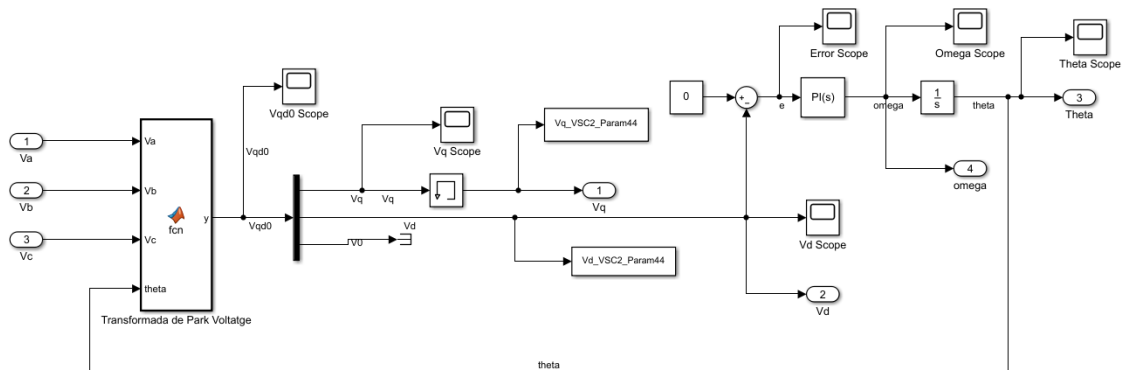 Error Scope
Omega Scope
Theta Scope
Vqd0 Scope
0
+
−
e
PI(s)
omega
1
s
theta
3
Theta
Vq_VSC2_Param44
Vq Scope
1
Va
Va
Vqd0
4
omega
2
Vb
Vb
fcn
y
Vqd0
Vq
Vq
1
Vq
Vd
V0
3
Vc
Vc
Vd Scope
Vd_VSC2_Param44
theta
2
Vd
Transformada de Park Voltatge
theta